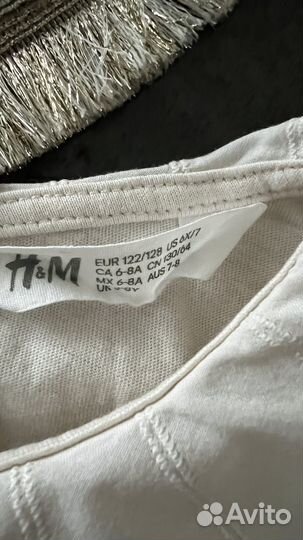 H&M
EUR 122/128 US 6X/7
CA 6-8A CN 130/64
MX 6-8A AUS 7-8
Avito